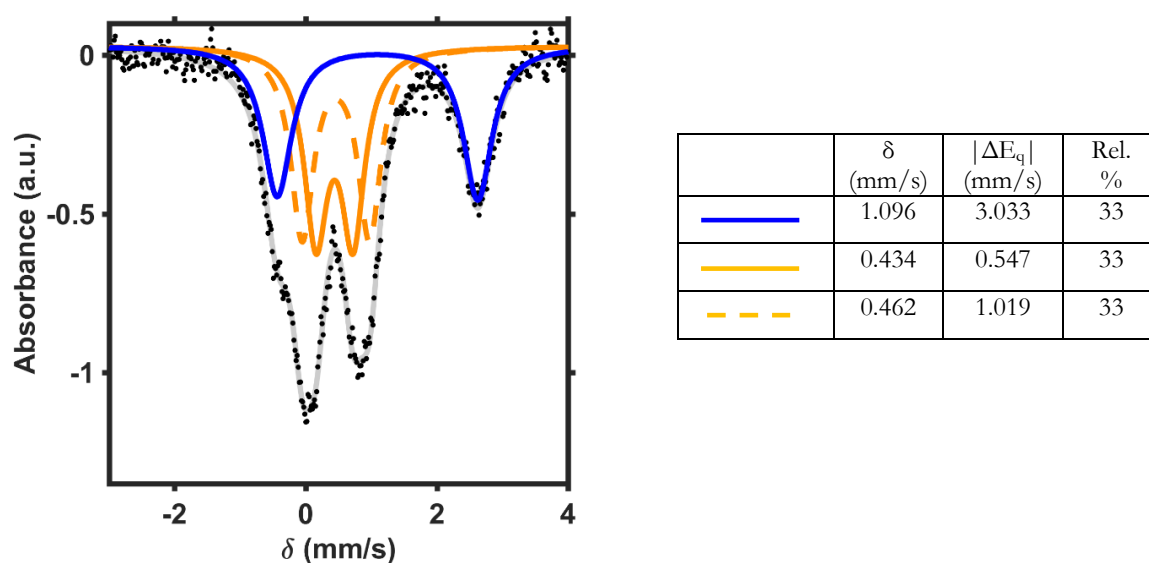 0
-0.5
-1
Absorbance (a.u.)
-2 0 2 4
δ (mm/s)
δ (mm/s) |ΔEq| (mm/s) Rel. %
1.096 3.033 33
0.434 0.547 33
0.462 1.019 33